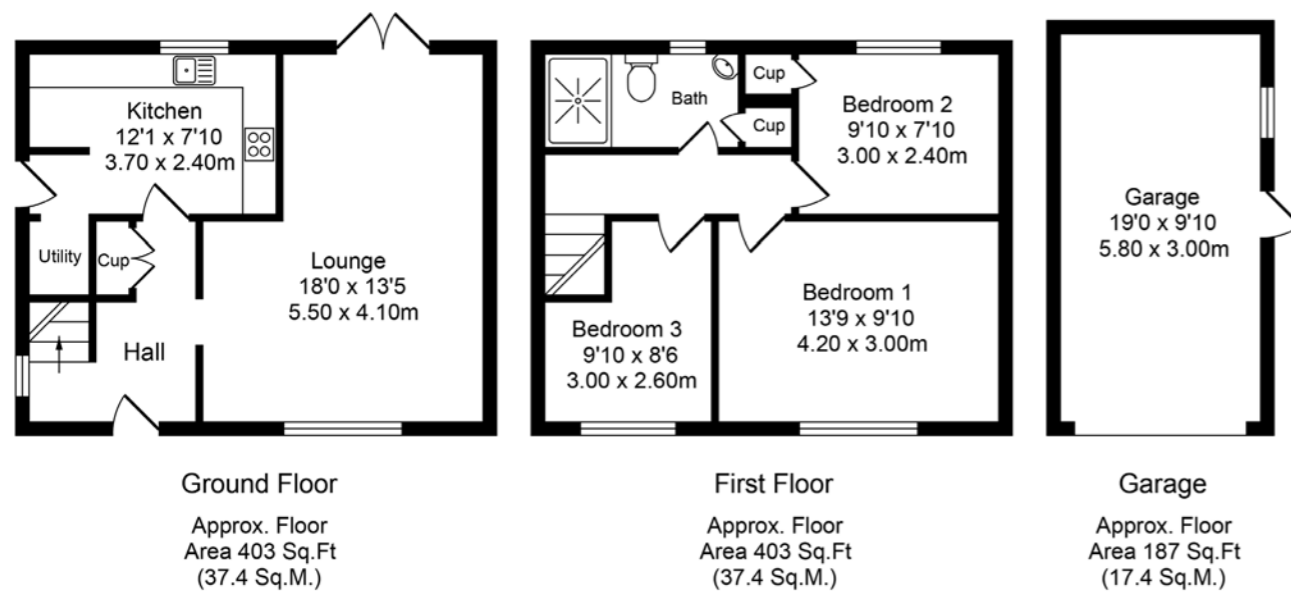 Kitchen
12'1 x 7'10
3.70 x 2.40m
Utility
Cup
Lounge
18'0 x 13'5
5.50 x 4.10m
Hall
Ground Floor
Approx. Floor
Area 403 Sq.Ft
(37.4 Sq.M.)
Bath
Cup
Cup
Bedroom 2
9'10 x 7'10
3.00 x 2.40m
Bedroom 3
9'10 x 8'6
3.00 x 2.60m
Bedroom 1
13'9 x 9'10
4.20 x 3.00m
First Floor
Approx. Floor
Area 403 Sq.Ft
(37.4 Sq.M.)
Garage
19'0 x 9'10
5.80 x 3.00m
Garage
Approx. Floor
Area 187 Sq.Ft
(17.4 Sq.M.)